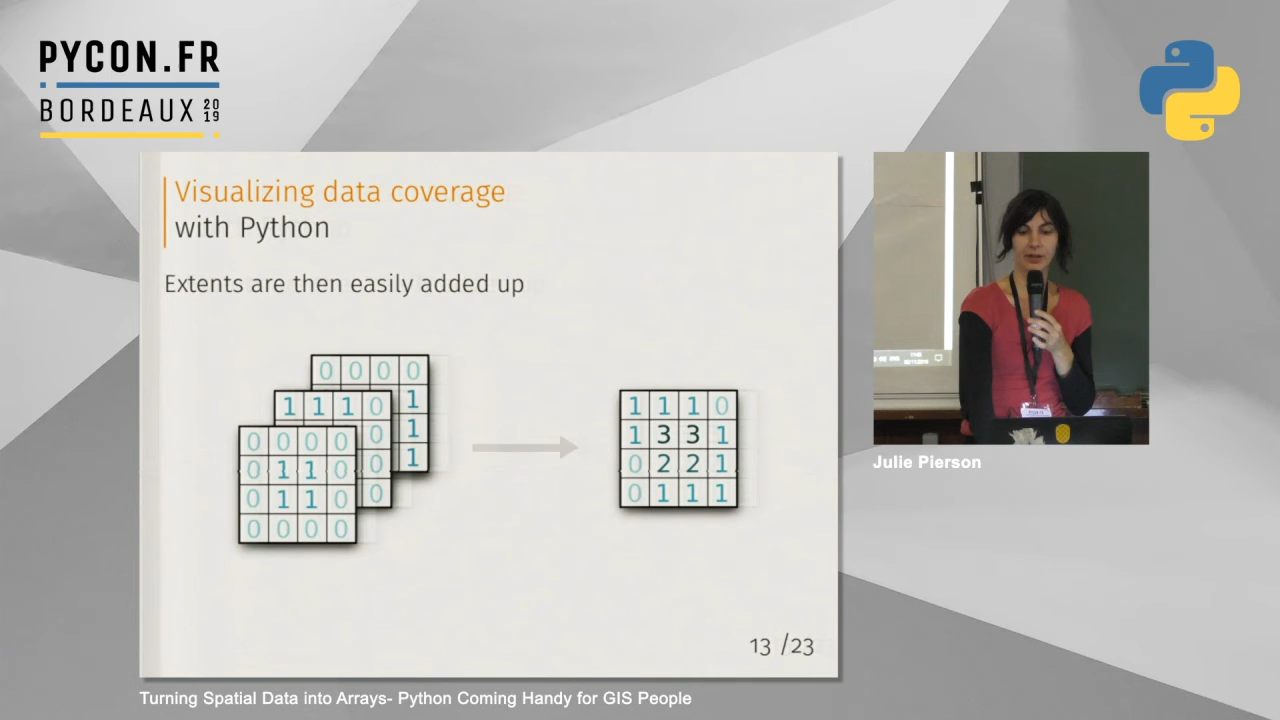 PYCON.FR
BORDEAUX 2019
Visualizing data coverage
with Python
Extents are then easily added up
0 0 0 0
1
1
1
1 1 1 0
0
0
0
0 0 0 0
0 1 1 0
0 1 1 0
0 0 0 0
1 1 1 0
1 3 3 1
0 2 2 1
0 1 1 1
13 /23
Julie Pierson
Turning Spatial Data into Arrays- Python Coming Handy for GIS People